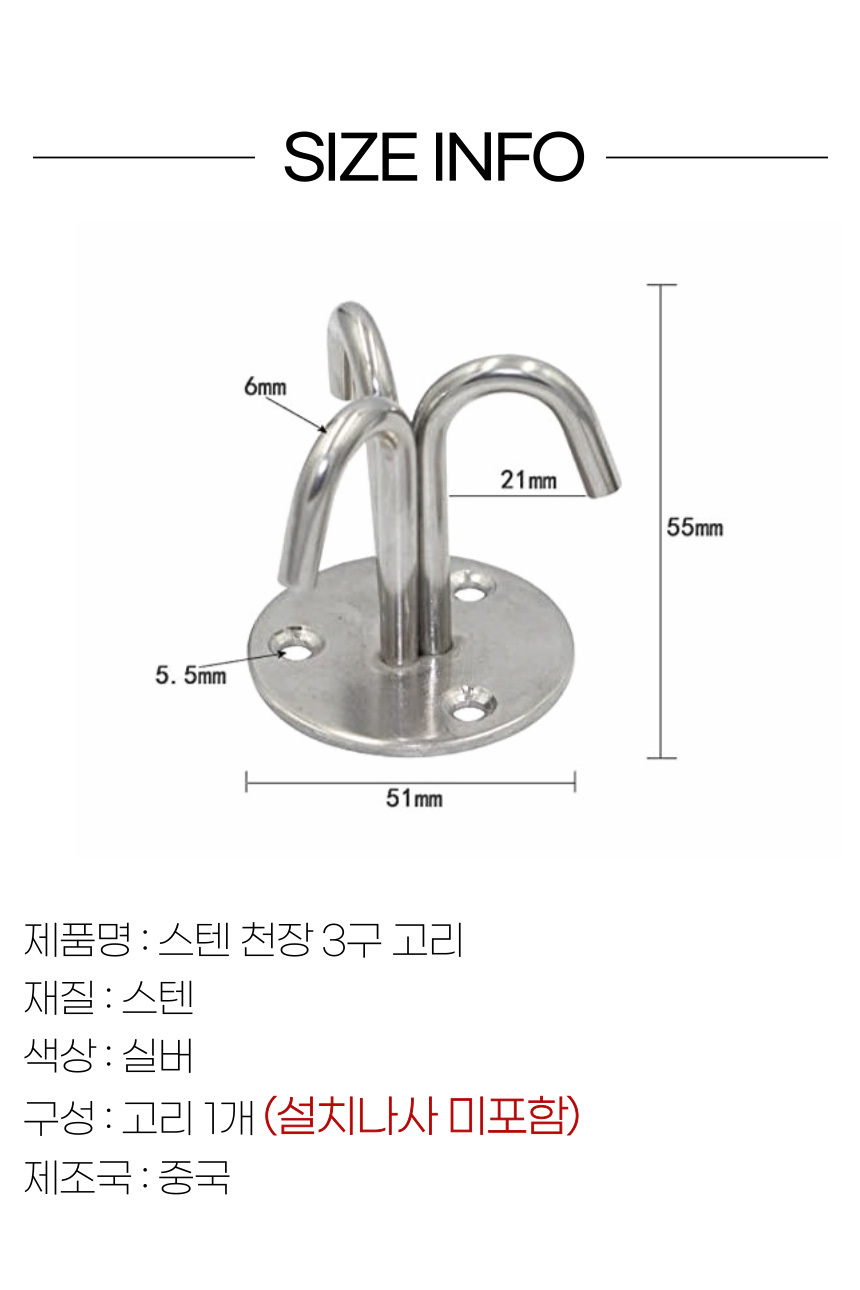 SIZE INFO
6mm
21mm
55mm
5.5mm
51mm
제품명 : 스텐 천장 3구 고리
재질 : 스텐
색상 : 실버
구성 : 고리 1개 (설치나사 미포함)
제조국 : 중국